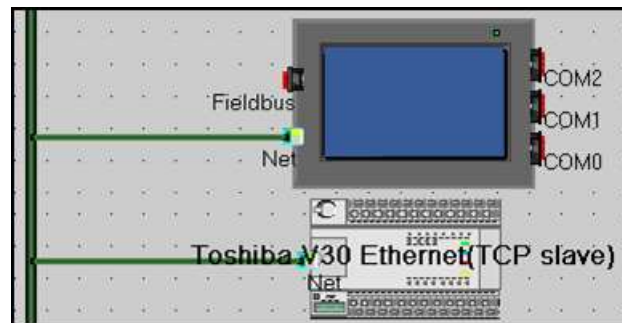 Fieldbus
Net
COM2
COM1
COM0
Toshiba V30 Ethernet(TCP slave)
Net